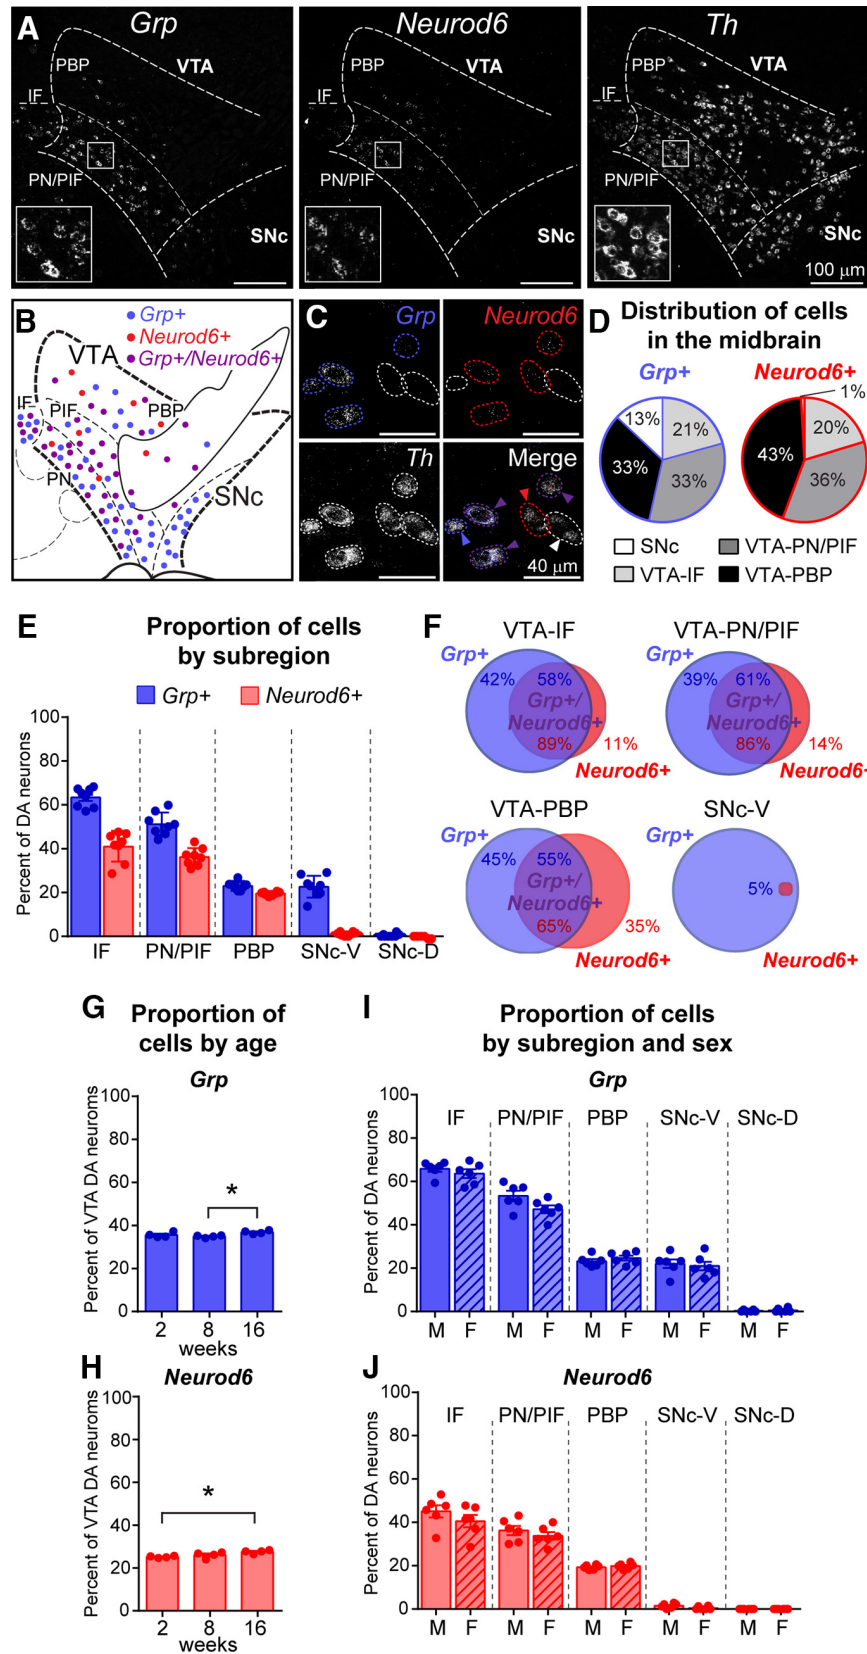 A
Grp
Neurod6
Th
PBP
VTA
IF
PN/PIF
SNc
PBP
VTA
IF
PN/PIF
SNc
PBP
VTA
IF
PN/PIF
SNc
100 µm
B
Grp+
Neurod6+
Grp+/Neurod6+
VTA
IF
PIF
PBP
PN
SNc
C
Grp
Neurod6
Th
Merge
40 µm
D
Distribution of cells
in the midbrain
Grp+
Neurod6+
13%
21%
33%
33%
1%
20%
43%
36%
SNc
VTA-PN/PIF
VTA-IF
VTA-PBP
E
Proportion of cells
by subregion
Grp+
Neurod6+
Percent of DA neurons
100
80
60
40
20
0
IF
PN/PIF
PBP
SNc-V
SNc-D
F
VTA-IF
Grp+
42%
58%
Grp+/
Neurod6+
89%
11%
Neurod6+
VTA-PN/PIF
Grp+
39%
61%
Grp+/
Neurod6+
86%
14%
Neurod6+
VTA-PBP
Grp+
45%
55%
Grp+/
Neurod6+
65%
35%
Neurod6+
SNc-V
Grp+
5%
Neurod6+
G
Proportion of
cells by age
Grp
Percent of VTA DA neuroms
100
80
60
40
20
0
*
2
8
16
weeks
H
Neurod6
Percent of VTA DA neurons
100
80
60
40
20
0
*
2
8
16
weeks
I
Proportion of cells
by subregion and sex
Grp
Percent of DA neurons
100
80
60
40
20
0
IF
PN/PIF
PBP
SNc-V
SNc-D
M F M F M F M F M F
J
Neurod6
Percent of DA neurons
100
80
60
40
20
0
IF
PN/PIF
PBP
SNc-V
SNc-D
M F M F M F M F M F